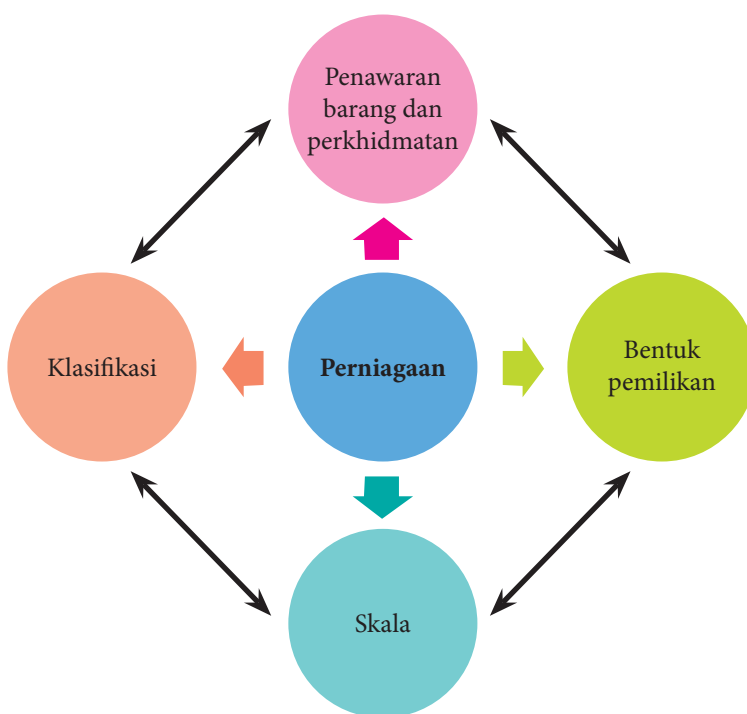 Penawaran
barang dan
perkhidmatan
Klasifikasi
Perniagaan
Bentuk
pemilikan
Skala